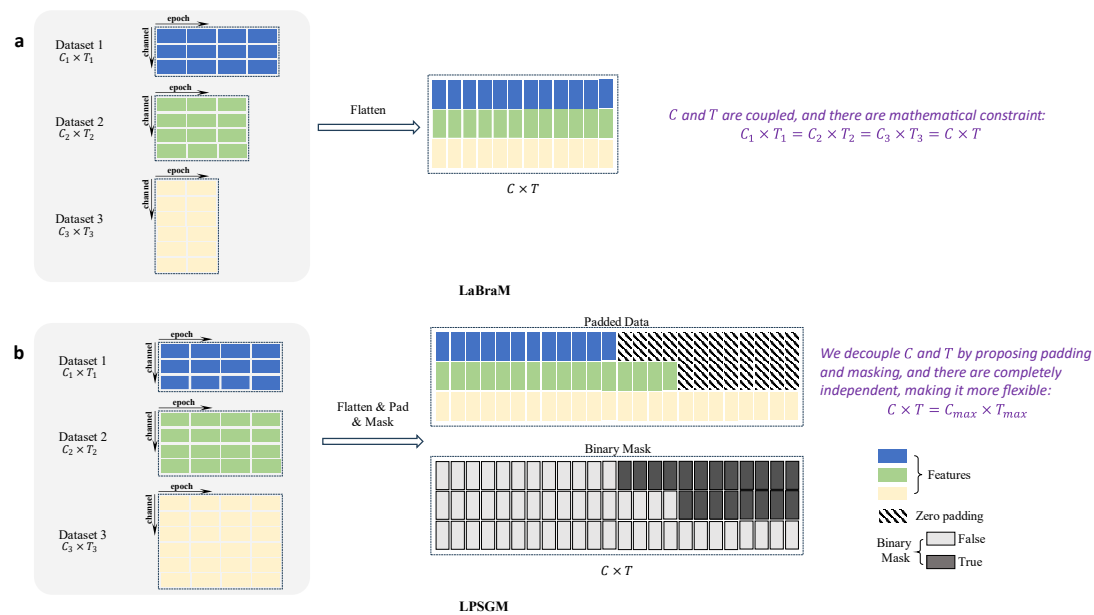 a
epoch
channel
Dataset 1
C₁ × T₁
epoch
channel
Dataset 2
C₂ × T₂
epoch
channel
Dataset 3
C₃ × T₃
Flatten
C × T
C and T are coupled, and there are mathematical constraint:
C₁ × T₁ = C₂ × T₂ = C₃ × T₃ = C × T
LaBraM
b
epoch
channel
Dataset 1
C₁ × T₁
epoch
channel
Dataset 2
C₂ × T₂
epoch
channel
Dataset 3
C₃ × T₃
Flatten & Pad
& Mask
Padded Data
Binary Mask
C × T
We decouple C and T by proposing padding
and masking, and there are completely
independent, making it more flexible:
C × T = Cₘₐₓ × Tₘₐₓ
Features
Zero padding
Binary
Mask
False
True
LPSGM